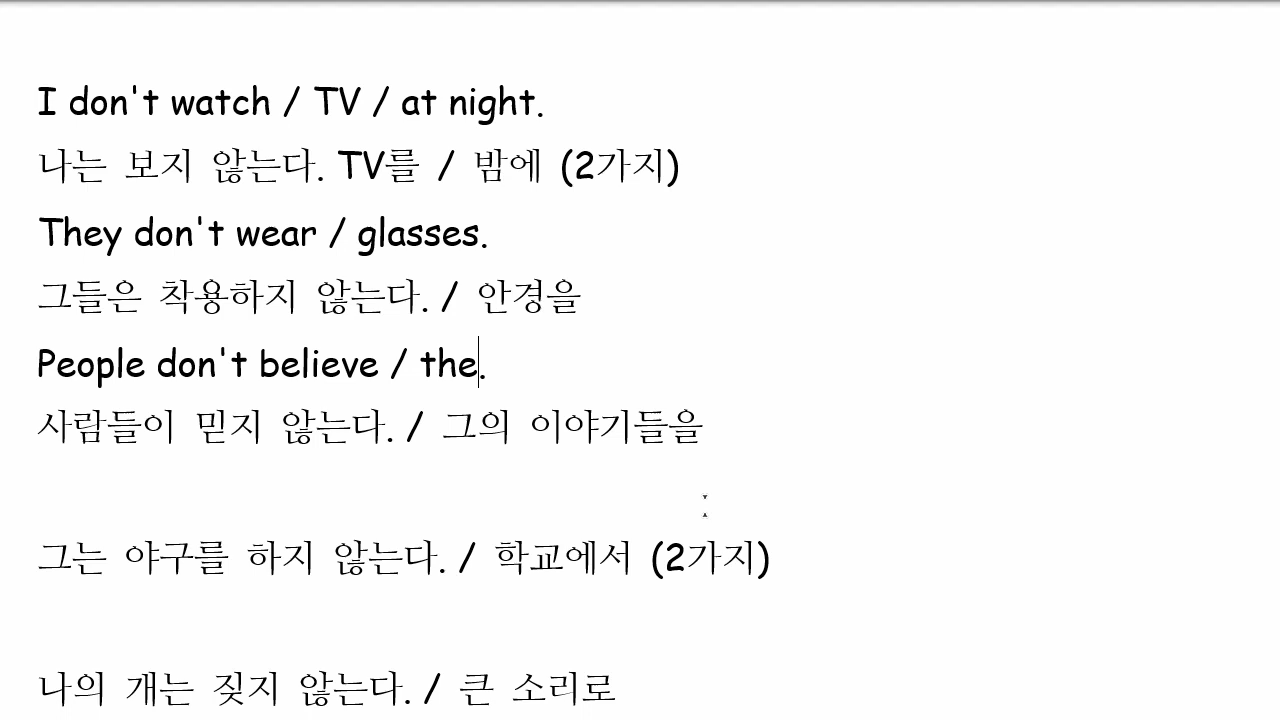 I don't watch / TV / at night.
나는 보지 않는다. TV를 / 밤에 (2가지)
They don't wear / glasses.
그들은 착용하지 않는다. / 안경을
People don't believe / the.
사람들이 믿지 않는다. / 그의 이야기들을
그는 야구를 하지 않는다. / 학교에서 (2가지)
나의 개는 짖지 않는다. / 큰 소리로